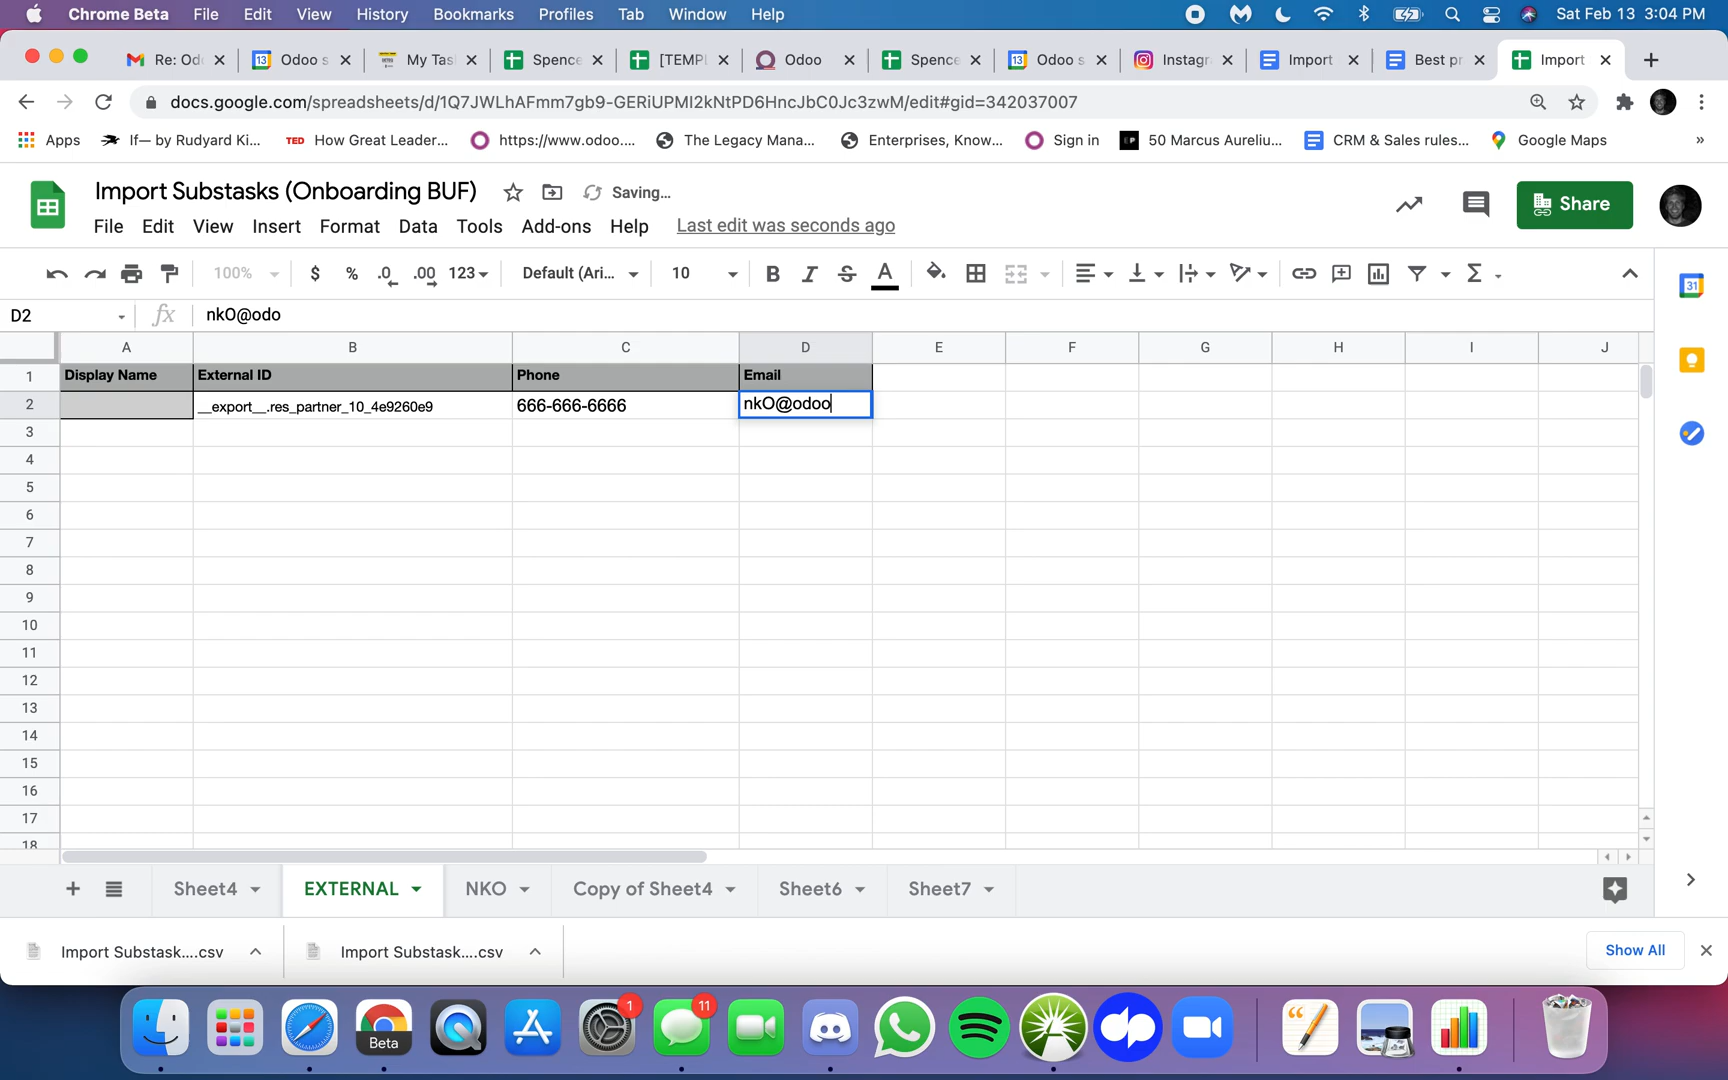 Chrome Beta File Edit View History Bookmarks Profiles Tab Window Help Sat Feb 13 3:04 PM
Re: Od Odoo s My Tas Spence [TEMPL Odoo Spence Odoo s Instagr Import Best pr Import
docs.google.com/spreadsheets/d/1Q7JWLhAFmm7gb9-GERiUPMI2kNtPD6HncJbC0Jc3zwM/edit#gid=342037007
Apps If— by Rudyard Ki... TED How Great Leader... https://www.odoo.... The Legacy Mana... Enterprises, Know... Sign in 50 Marcus Aureliu... CRM & Sales rules... Google Maps »
Import Substasks (Onboarding BUF) Saving...
File Edit View Insert Format Data Tools Add-ons Help Last edit was seconds ago
Share
100% $ % .0 .00 123 Default (Ari... 10 B I S A Σ
31
D2 fx nkO@odo
A B C D E F G H I J
1 Display Name External ID Phone Email
2 __export__.res_partner_10_4e9260e9 666-666-6666 nkO@odoo
3
4
5
6
7
8
9
10
11
12
13
14
15
16
17
18
Sheet4 EXTERNAL NKO Copy of Sheet4 Sheet6 Sheet7
Import Substask....csv Import Substask....csv Show All
1 11
Beta